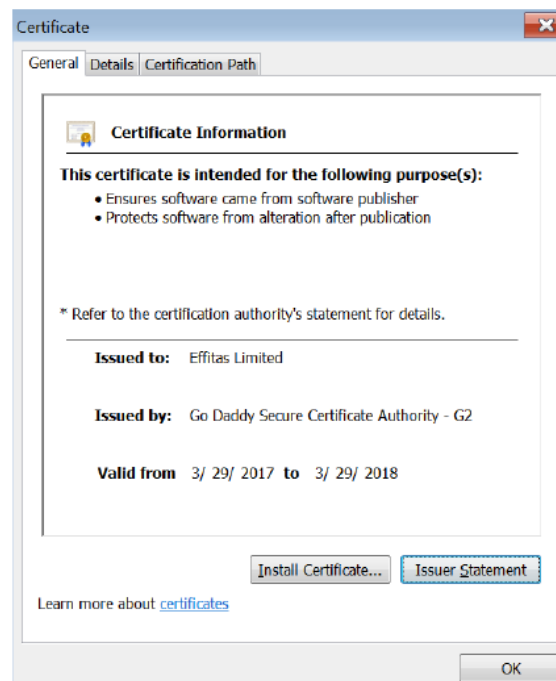 Certificate
General Details Certification Path
Certificate Information
This certificate is intended for the following purpose(s):
• Ensures software came from software publisher
• Protects software from alteration after publication
* Refer to the certification authority's statement for details.
Issued to: Effitas Limited
Issued by: Go Daddy Secure Certificate Authority - G2
Valid from 3/ 29/ 2017 to 3/ 29/ 2018
Install Certificate... Issuer Statement
Learn more about certificates
OK